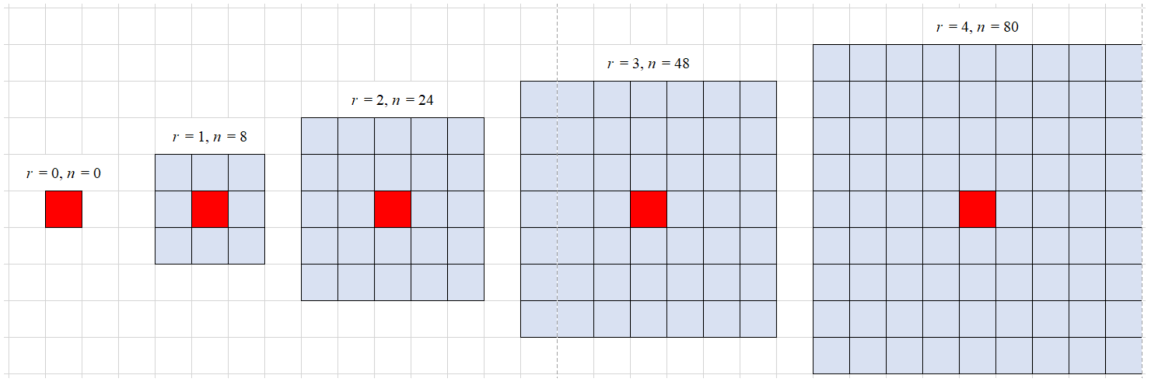 r = 0, n = 0
r = 1, n = 8
r = 2, n = 24
r = 3, n = 48
r = 4, n = 80